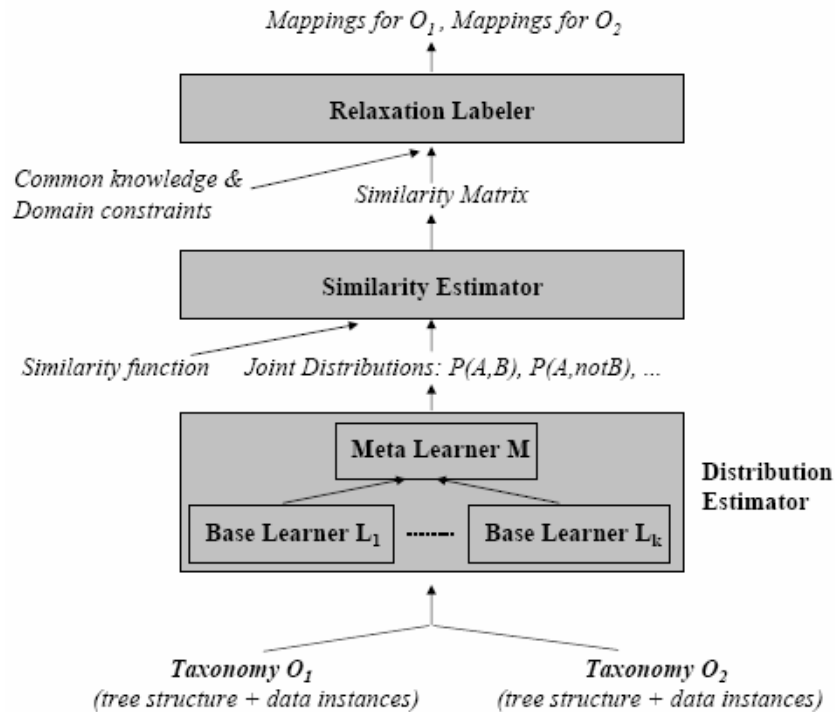 Mappings for O₁, Mappings for O₂
Relaxation Labeler
Common knowledge &
Domain constraints
Similarity Matrix
Similarity Estimator
Similarity function
Joint Distributions: P(A,B), P(A,notB), ...
Meta Learner M
Distribution
Estimator
Base Learner L₁
Base Learner Lₖ
Taxonomy O₁
(tree structure + data instances)
Taxonomy O₂
(tree structure + data instances)